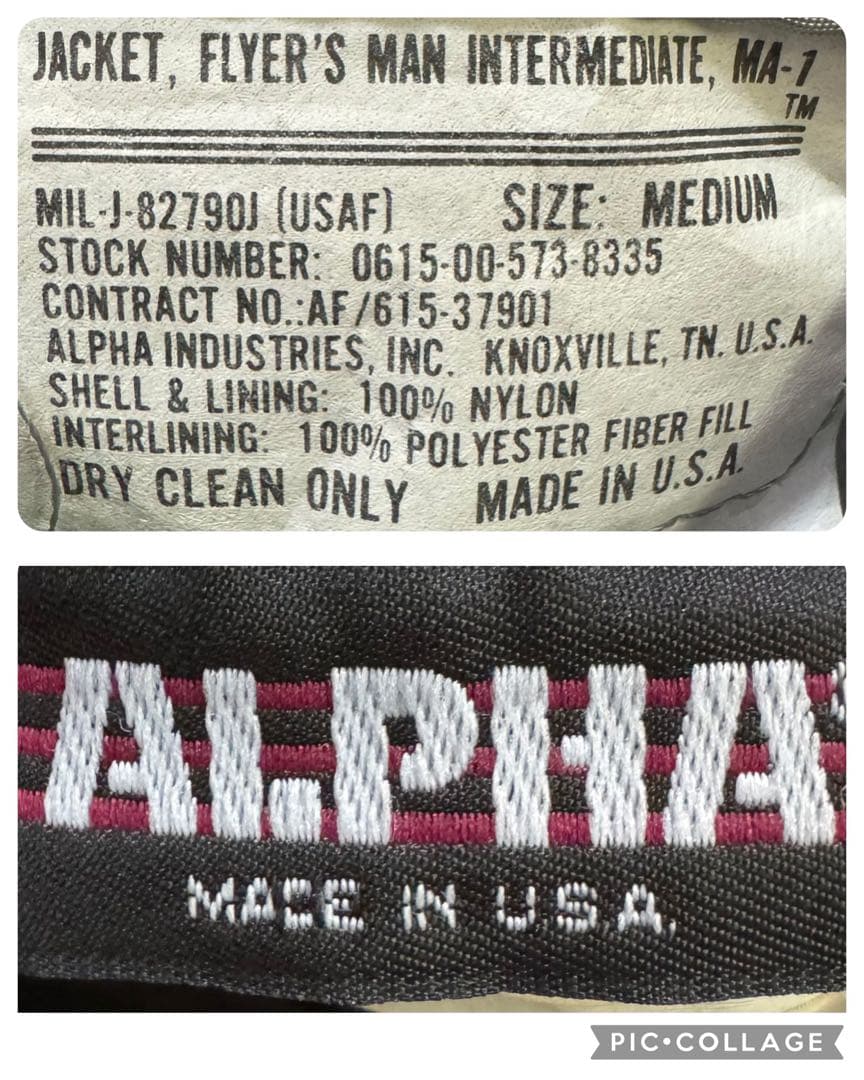 JACKET, FLYER'S MAN INTERMEDIATE, MA-1
TM
MIL-J-82790J (USAF) SIZE: MEDIUM
STOCK NUMBER: 0615-00-573-8335
CONTRACT NO.:AF/615-37901
ALPHA INDUSTRIES, INC. KNOXVILLE, TN. U.S.A.
SHELL & LINING: 100% NYLON
INTERLINING: 100% POLYESTER FIBER FILL
DRY CLEAN ONLY MADE IN U.S.A.
ALPHA
MADE IN U.S.A.
PIC•COLLAGE